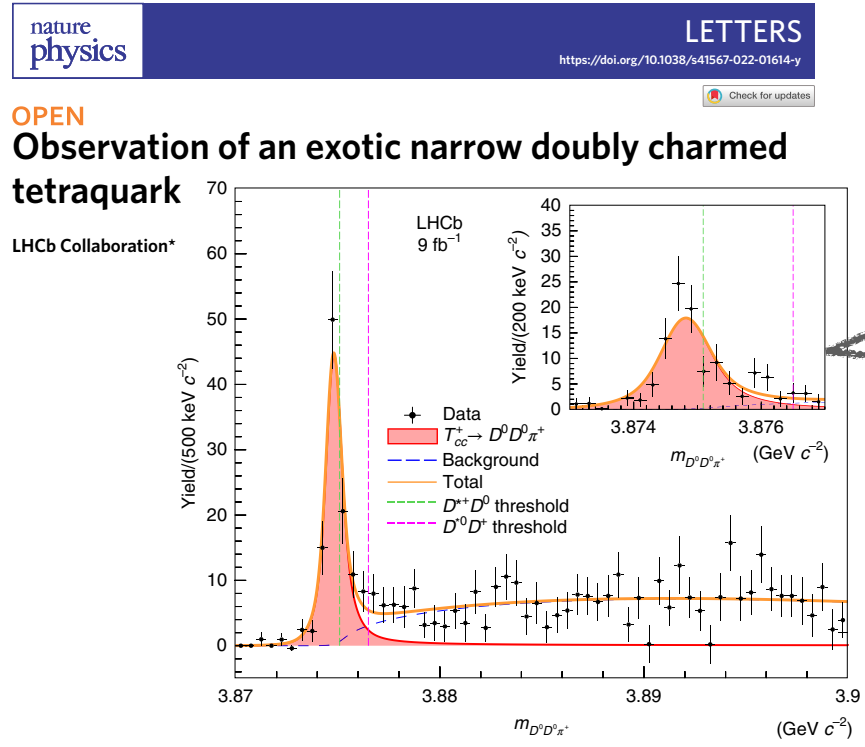 nature
physics
LETTERS
https://doi.org/10.1038/s41567-022-01614-y
Check for updates
OPEN
Observation of an exotic narrow doubly charmed
tetraquark
LHCb Collaboration*
70
60
50
40
30
20
10
0
Yield/(500 keV c⁻²)
LHCb
9 fb⁻¹
Data
T⁺cc → D⁰D⁰π⁺
Background
Total
D*⁺D⁰ threshold
D*⁰D⁺ threshold
3.87
3.88
3.89
3.9
m D⁰D⁰π⁺
(GeV c⁻²)
40
35
30
25
20
15
10
5
0
Yield/(200 keV c⁻²)
3.874
3.876
m D⁰D⁰π⁺
(GeV c⁻²)